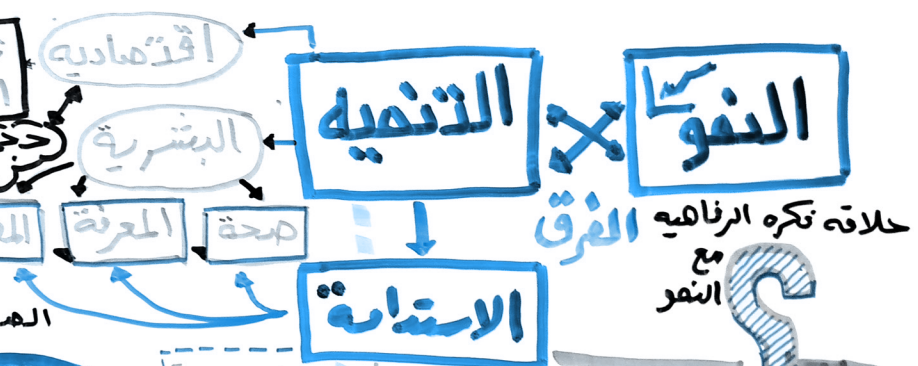 اقتصادية
التنمية
النمو
البشرية
الفرق
علاقة فكرة الرفاهية
مع
النمو
صحة
المعرفة
الاستدامة